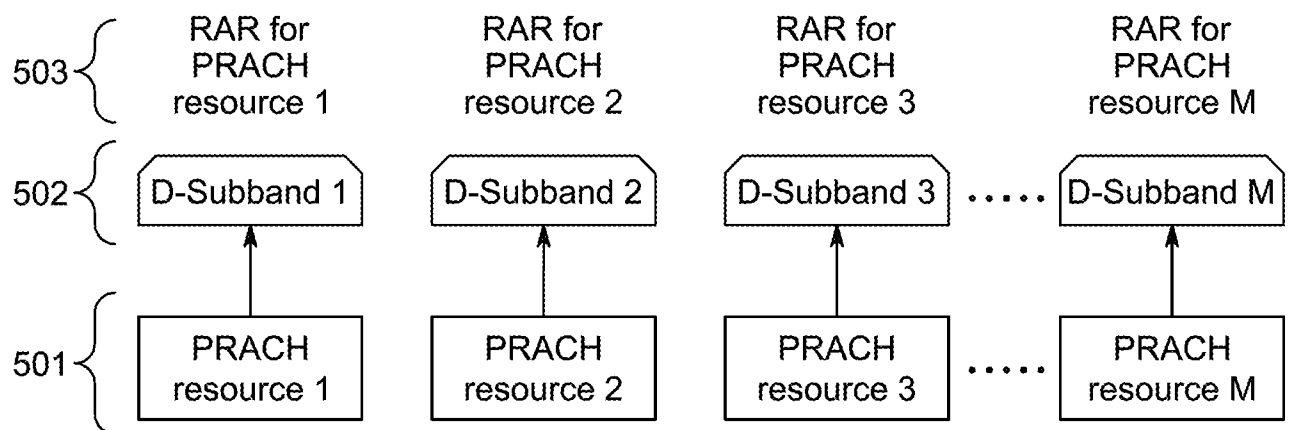 503
RAR for
PRACH
resource 1
RAR for
PRACH
resource 2
RAR for
PRACH
resource 3
RAR for
PRACH
resource M
502
D-Subband 1
D-Subband 2
D-Subband 3
.....
D-Subband M
501
PRACH
resource 1
PRACH
resource 2
PRACH
resource 3
.....
PRACH
resource M